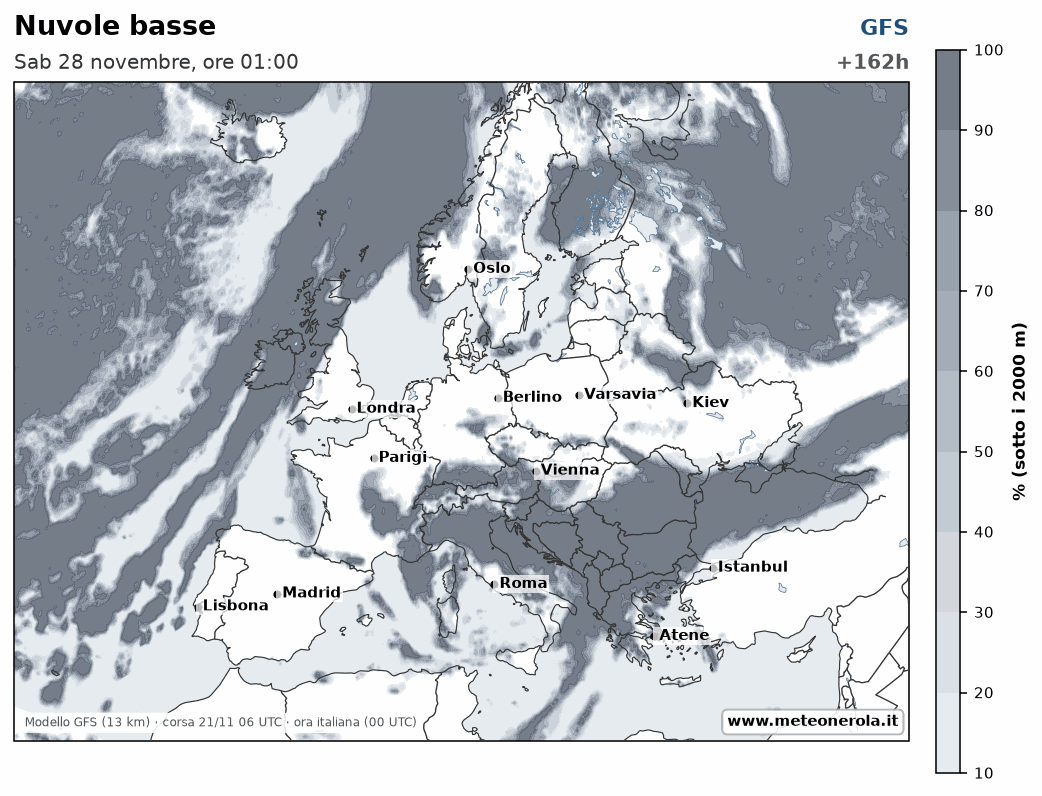 Nuvole basse
GFS
Sab 28 novembre, ore 01:00
+162h
100
90
80
70
60
50
40
30
20
10
% (sotto i 2000 m)
Oslo
Londra
Berlino
Varsavia
Kiev
Parigi
Vienna
Istanbul
Roma
Madrid
Lisbona
Atene
Modello GFS (13 km) · corsa 21/11 06 UTC · ora italiana (00 UTC)
www.meteonerola.it